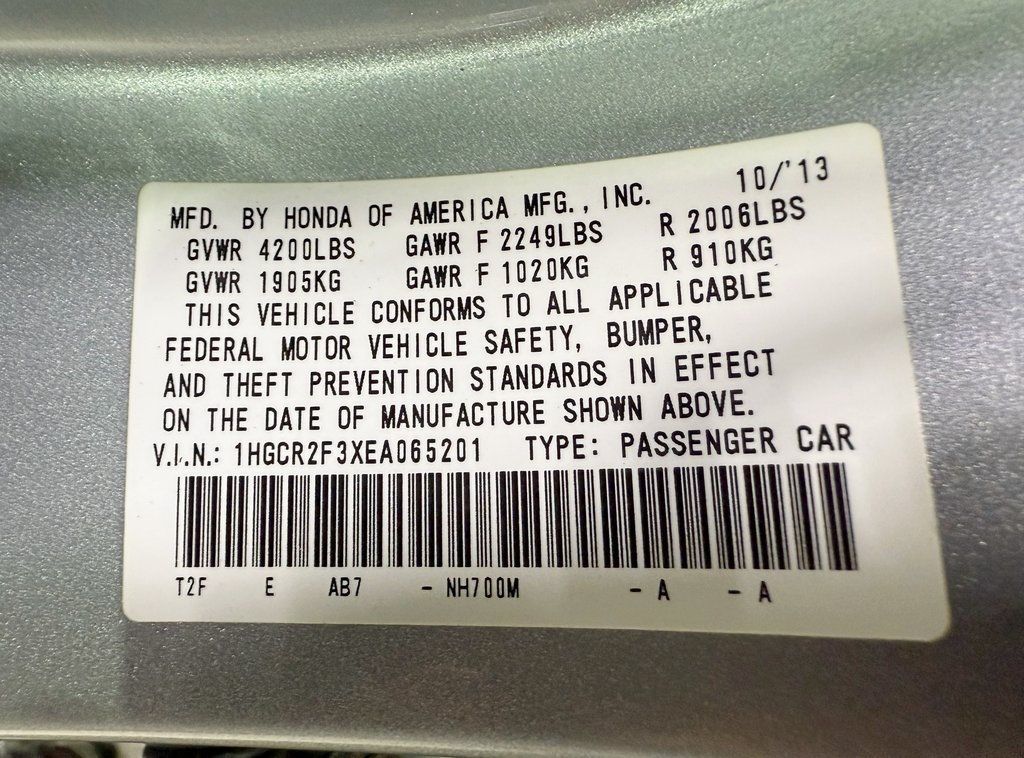 10/'13
MFD. BY HONDA OF AMERICA MFG., INC.
GVWR 4200LBS GAWR F 2249LBS R 2006LBS
GVWR 1905KG GAWR F 1020KG R 910KG
THIS VEHICLE CONFORMS TO ALL APPLICABLE
FEDERAL MOTOR VEHICLE SAFETY, BUMPER,
AND THEFT PREVENTION STANDARDS IN EFFECT
ON THE DATE OF MANUFACTURE SHOWN ABOVE.
V.I.N.: 1HGCR2F3XEA065201 TYPE: PASSENGER CAR
T2F E AB7 - NH700M - A - A